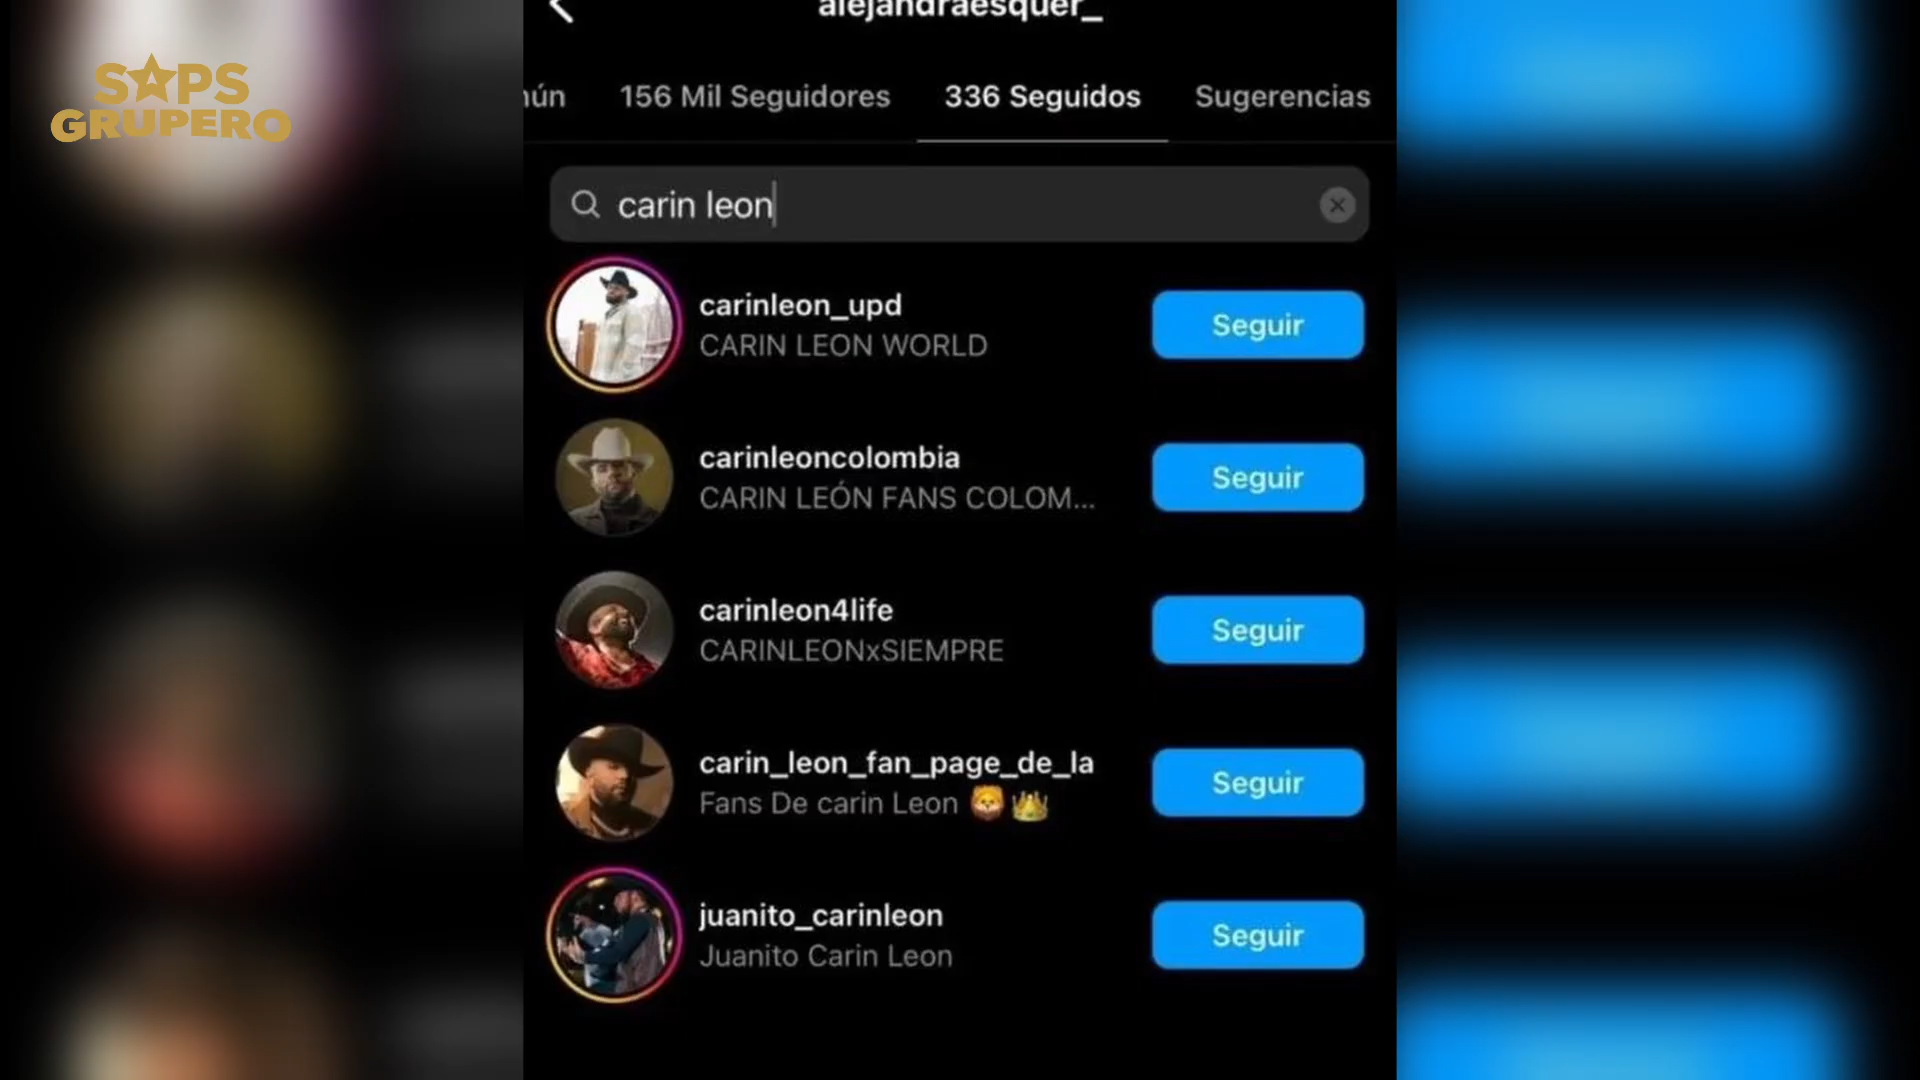 SAPS
GRUPERO
alejandraesquer_
ún
156 Mil Seguidores
336 Seguidos
Sugerencias
carin leon
carinleon_upd
CARIN LEON WORLD
Seguir
carinleoncolombia
CARIN LEÓN FANS COLOM...
Seguir
carinleon4life
CARINLEONxSIEMPRE
Seguir
carin_leon_fan_page_de_la
Fans De carin Leon 🦁👑
Seguir
juanito_carinleon
Juanito Carin Leon
Seguir